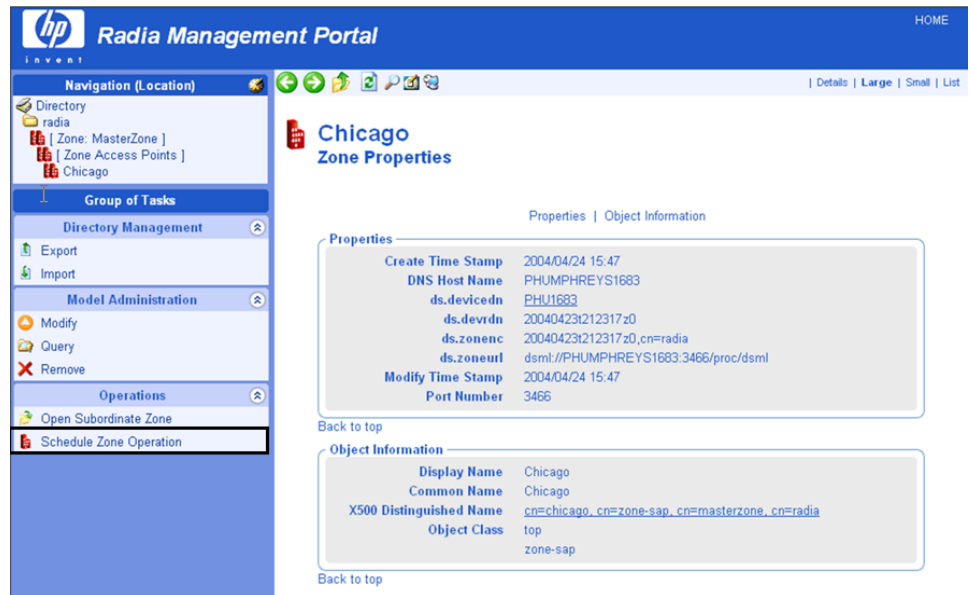 hp
invent
Radia Management Portal
HOME
Navigation (Location)
Directory
radia
[ Zone: MasterZone ]
[ Zone Access Points ]
Chicago
Group of Tasks
Directory Management
Export
Import
Model Administration
Modify
Query
Remove
Operations
Open Subordinate Zone
Schedule Zone Operation
| Details | Large | Small | List
Chicago
Zone Properties
Properties | Object Information
Properties
Create Time Stamp 2004/04/24 15:47
DNS Host Name PHUMPHREYS1683
ds.devicedn PHU1683
ds.devrdn 20040423t212317z0
ds.zonenc 20040423t212317z0,cn=radia
ds.zoneurl dsml://PHUMPHREYS1683:3466/proc/dsml
Modify Time Stamp 2004/04/24 15:47
Port Number 3466
Back to top
Object Information
Display Name Chicago
Common Name Chicago
X500 Distinguished Name cn=chicago, cn=zone-sap, cn=masterzone, cn=radia
Object Class top
zone-sap
Back to top